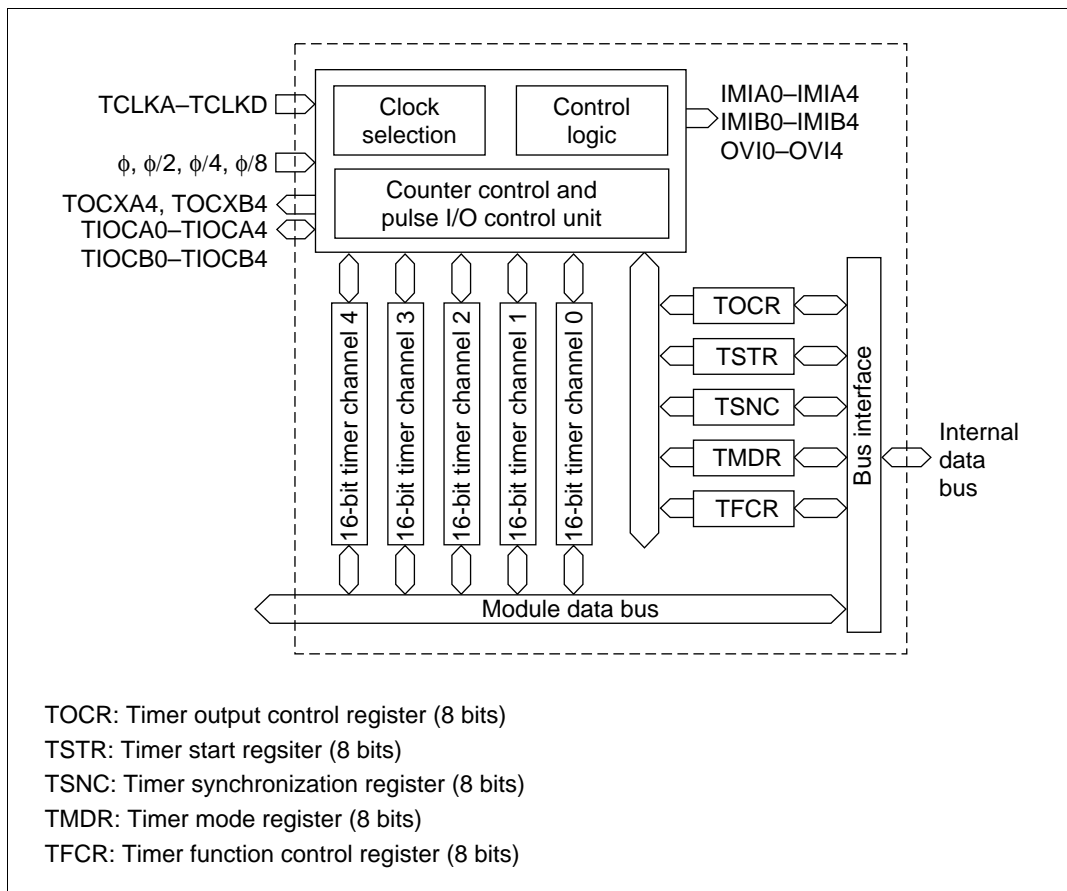 TCLKA–TCLKD
ϕ, ϕ/2, ϕ/4, ϕ/8
TOCXA4, TOCXB4
TIOCA0–TIOCA4
TIOCB0–TIOCB4
Clock
selection
Control
logic
Counter control and
pulse I/O control unit
IMIA0–IMIA4
IMIB0–IMIB4
OVI0–OVI4
16-bit timer channel 4
16-bit timer channel 3
16-bit timer channel 2
16-bit timer channel 1
16-bit timer channel 0
TOCR
TSTR
TSNC
TMDR
TFCR
Bus interface
Internal
data
bus
Module data bus
TOCR: Timer output control register (8 bits)
TSTR: Timer start regsiter (8 bits)
TSNC: Timer synchronization register (8 bits)
TMDR: Timer mode register (8 bits)
TFCR: Timer function control register (8 bits)